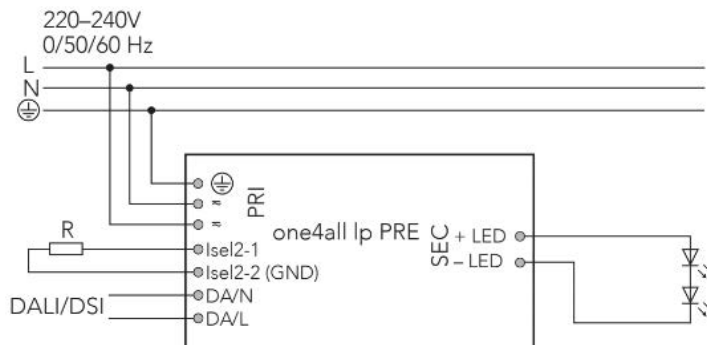 220–240V
0/50/60 Hz
L
N
PRI
≂
≂
one4all lp PRE
SEC
+ LED
– LED
R
Isel2-1
Isel2-2 (GND)
DALI/DSI
DA/N
DA/L